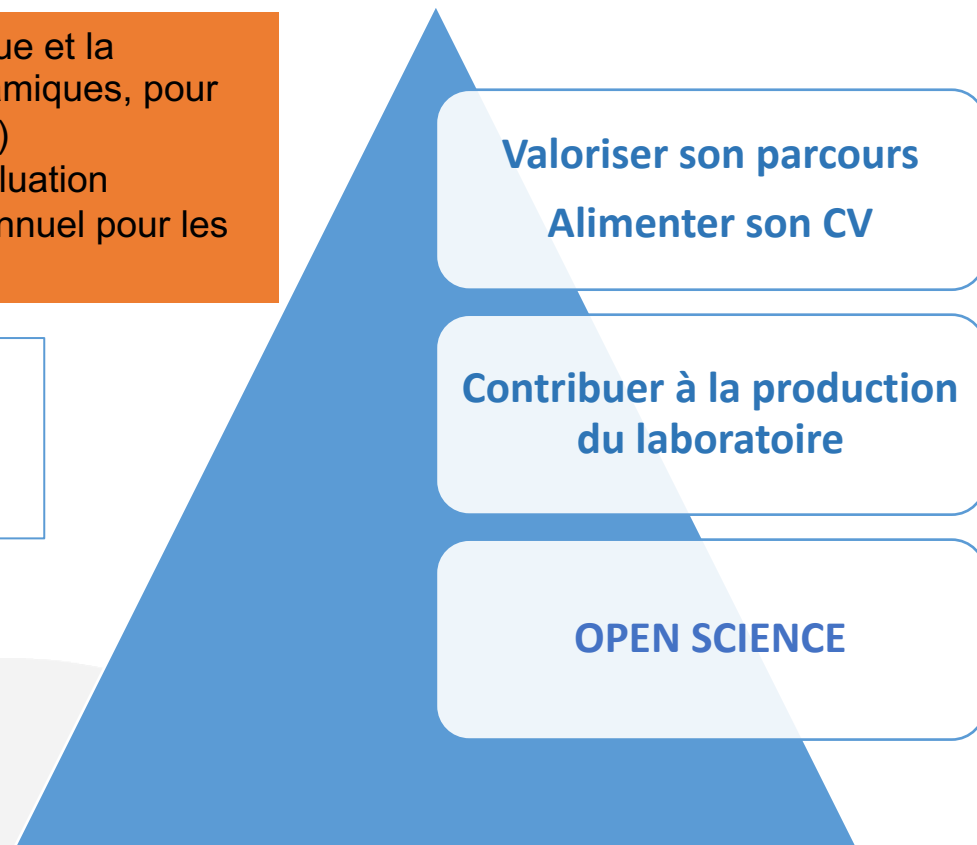 ue et la
amiques, pour
)
luation
nnuel pour les
Valoriser son parcours
Alimenter son CV
Contribuer à la production
du laboratoire
OPEN SCIENCE